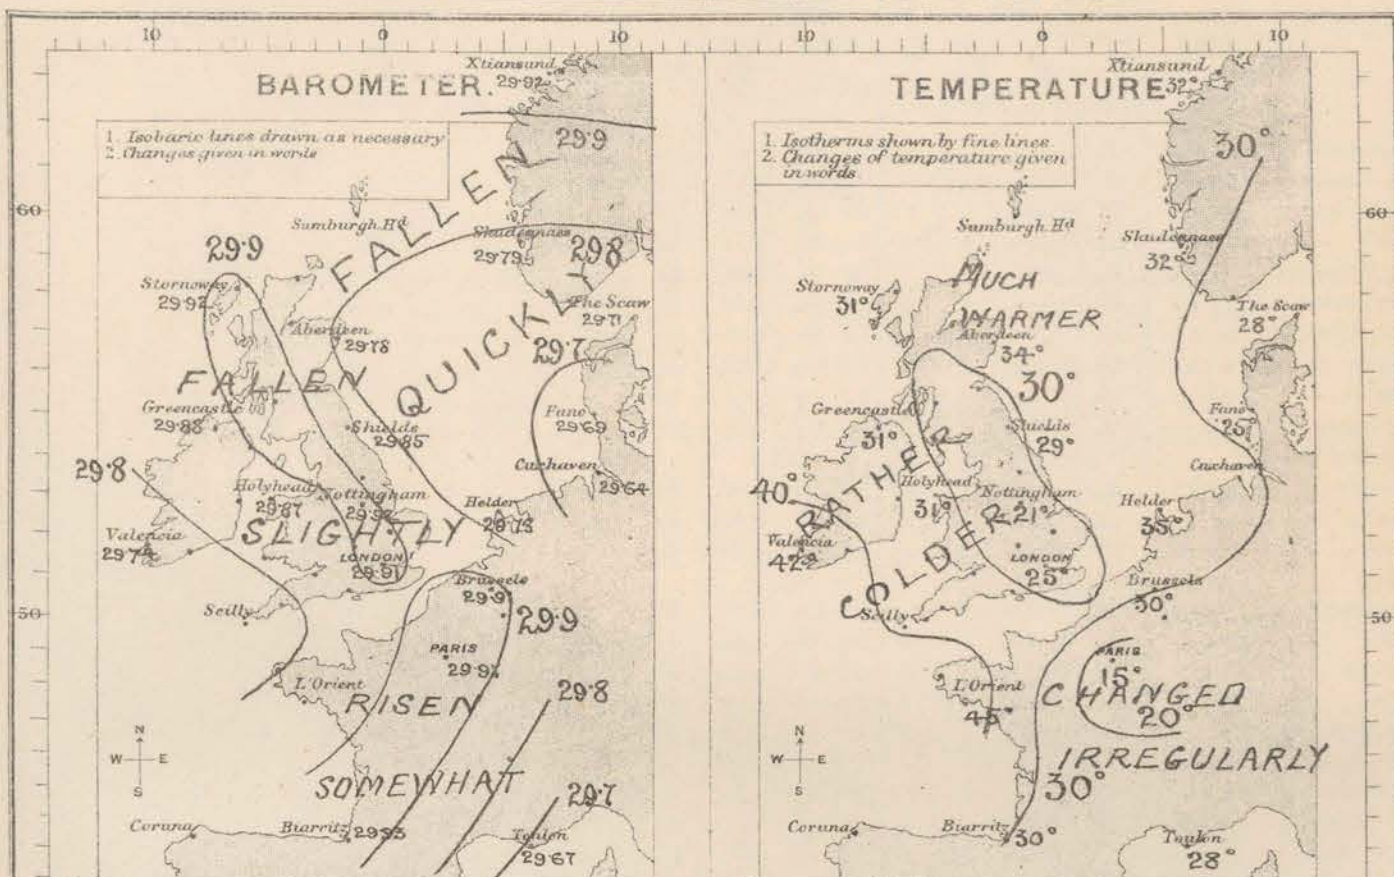 10 0 10
Xtiansund
29·92
BAROMETER.
1. Isobaric lines drawn as necessary
2. Changes given in words
29·9
FALLEN
60
Sumburgh Hd
29·9
Skudesnaes
29·79
29·8
Stornoway
29·92
The Scaw
29·71
Aberdeen
29·78
QUICKLY
29·7
FALLEN
Greencastle
29·88
Shields
29·85
Fano
29·69
29·8
Cuxhaven
29·64
Holyhead
29·87
Nottingham
Helder
29·73
SLIGHTLY
Valencia
LONDON
29·91
Brussels
Scilly
50
29·9
PARIS
L'Orient
RISEN
29·8
N
W E
S
SOMEWHAT
29·7
Coruna
Biarritz
29·93
Toulon
29·67
10 0 10
Xtiansund
32°
TEMPERATURE
1. Isotherms shown by fine lines
2. Changes of temperature given
in words
30°
60
Sumburgh Hd
Skudesnaes
32°
MUCH
Stornoway
31°
WARMER
The Scaw
28°
Aberdeen
34°
30°
Greencastle
31°
Shields
29°
Fano
25°
Cuxhaven
RATHER
40°
Holyhead
31°
Nottingham
21°
Helder
35°
Valencia
42°
COLDER
LONDON
25°
Brussels
30°
Scilly
50
PARIS
15°
L'Orient
45°
CHANGED
20°
IRREGULARLY
N
W E
S
30°
Coruna
Biarritz
30°
Toulon
28°